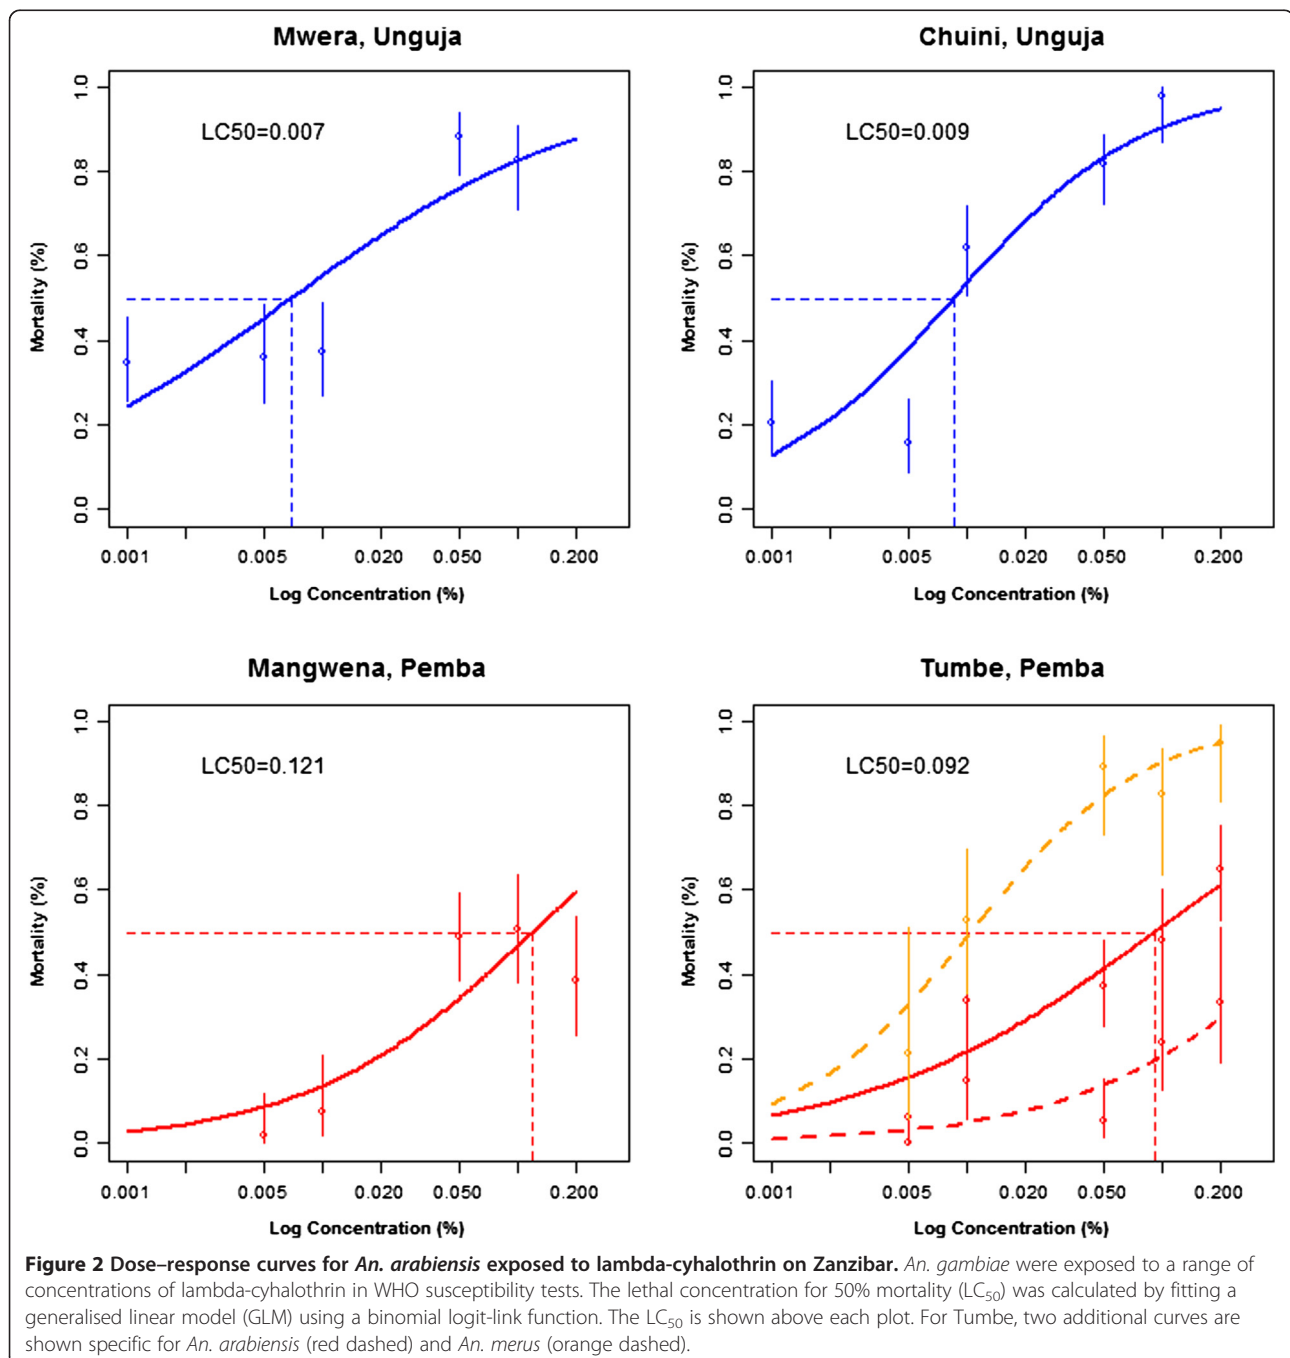 Mwera, Unguja
LC50=0.007
Mortality (%)
0.0 0.2 0.4 0.6 0.8 1.0
0.001 0.005 0.020 0.050 0.200
Log Concentration (%)
Chuini, Unguja
LC50=0.009
Mortality (%)
0.0 0.2 0.4 0.6 0.8 1.0
0.001 0.005 0.020 0.050 0.200
Log Concentration (%)
Mangwena, Pemba
LC50=0.121
Mortality (%)
0.0 0.2 0.4 0.6 0.8 1.0
0.001 0.005 0.020 0.050 0.200
Log Concentration (%)
Tumbe, Pemba
LC50=0.092
Mortality (%)
0.0 0.2 0.4 0.6 0.8 1.0
0.001 0.005 0.020 0.050 0.200
Log Concentration (%)
Figure 2 Dose–response curves for An. arabiensis exposed to lambda-cyhalothrin on Zanzibar. An. gambiae were exposed to a range of
concentrations of lambda-cyhalothrin in WHO susceptibility tests. The lethal concentration for 50% mortality (LC50) was calculated by fitting a
generalised linear model (GLM) using a binomial logit-link function. The LC50 is shown above each plot. For Tumbe, two additional curves are
shown specific for An. arabiensis (red dashed) and An. merus (orange dashed).